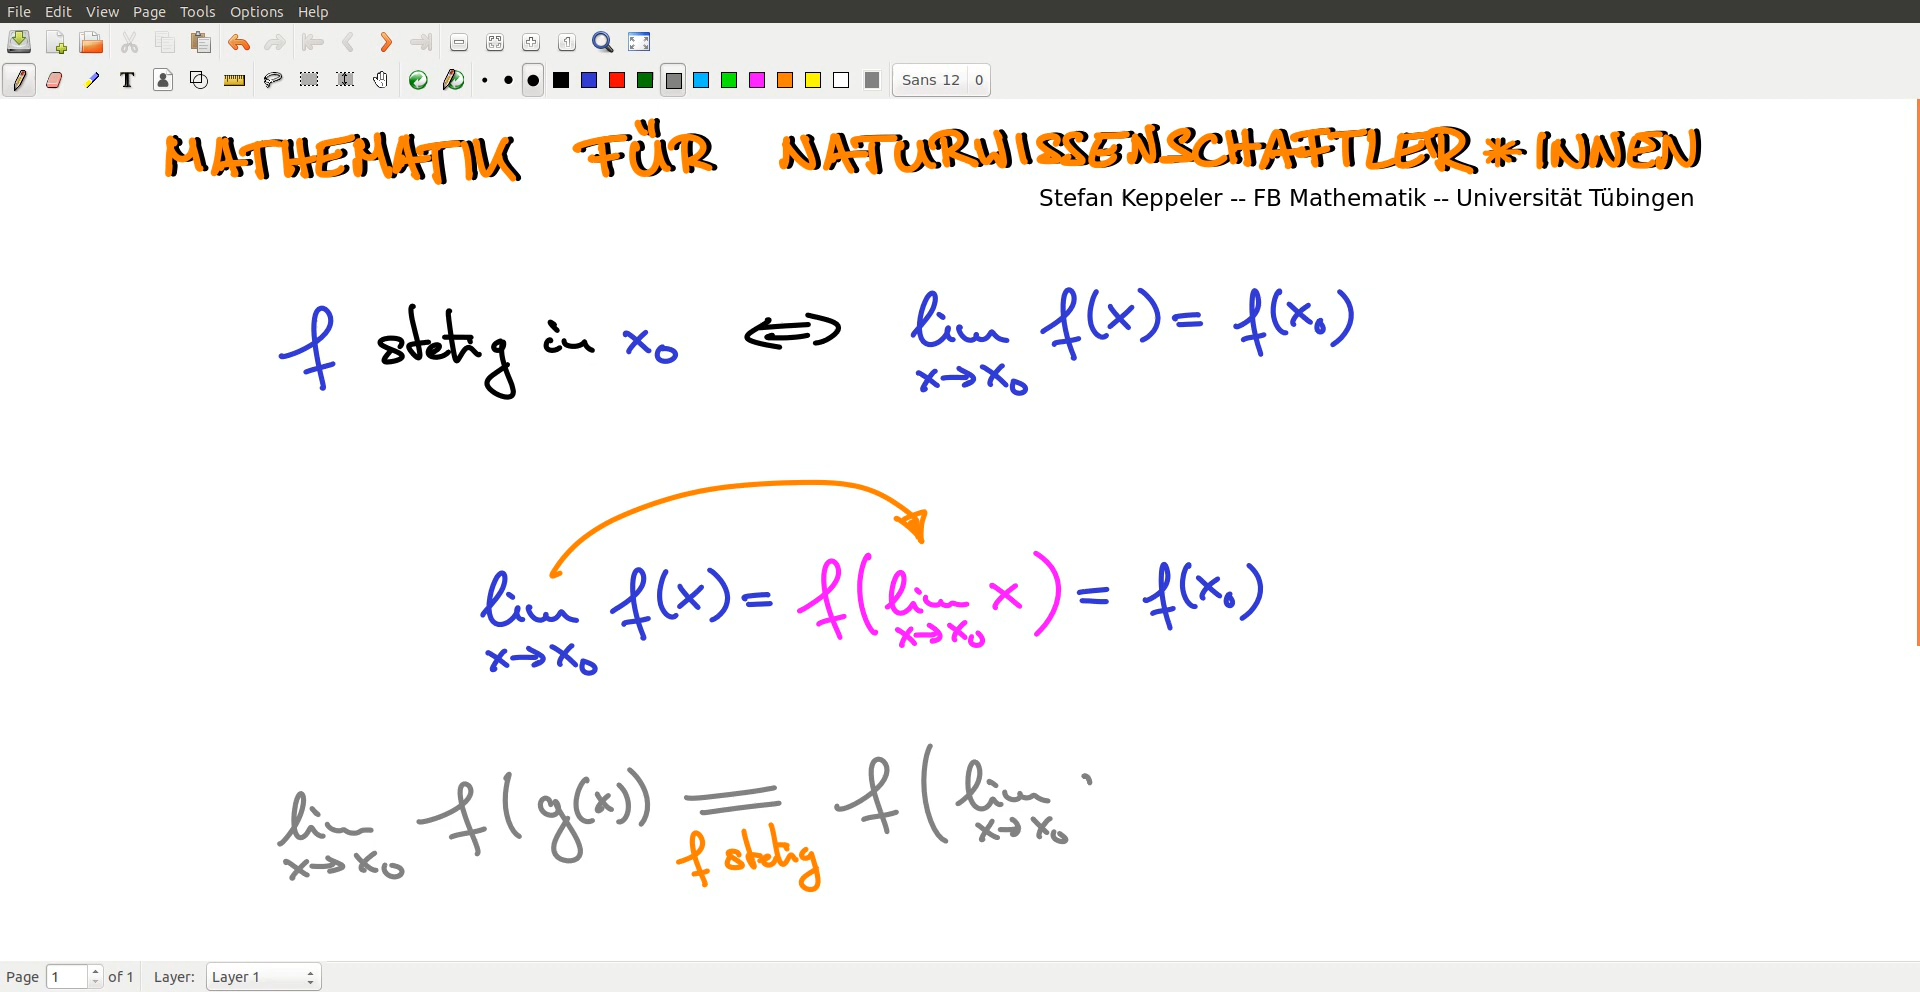 File Edit View Page Tools Options Help
Sans 12 0
MATHEMATIK FÜR NATURWISSENSCHAFTLER*INNEN
Stefan Keppeler -- FB Mathematik -- Universität Tübingen
f stetig in x₀ ⟺ lim f(x) = f(x₀)
x→x₀
lim f(x) = f(lim x) = f(x₀)
x→x₀ x→x₀
lim f(g(x)) = f(lim
x→x₀ f stetig x→x₀
Page 1 of 1 Layer: Layer 1